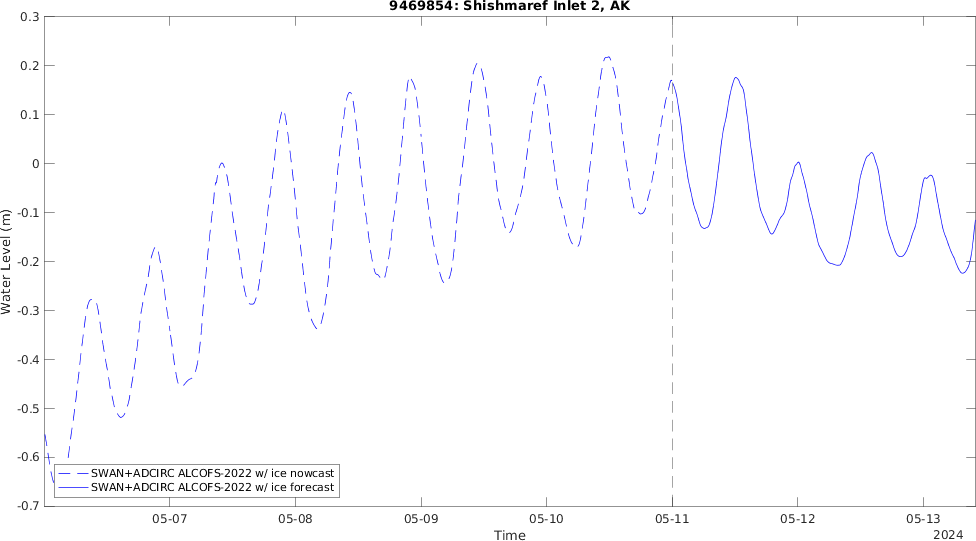 9469854: Shishmaref Inlet 2, AK
0.3
0.2
0.1
0
-0.1
-0.2
-0.3
-0.4
-0.5
-0.6
-0.7
Water Level (m)
SWAN+ADCIRC ALCOFS-2022 w/ ice nowcast
SWAN+ADCIRC ALCOFS-2022 w/ ice forecast
05-07 05-08 05-09 05-10 05-11 05-12 05-13
Time
2024